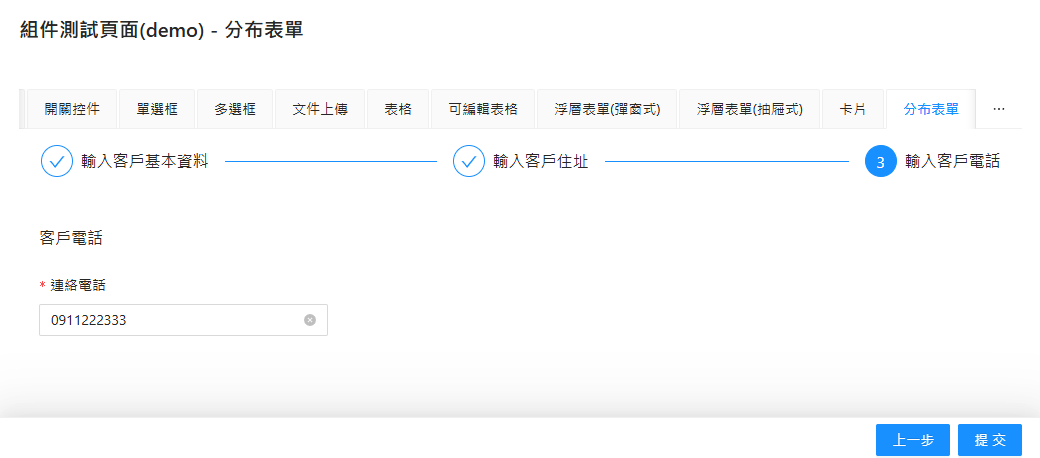 組件測試頁面(demo) - 分布表單
開關控件 單選框 多選框 文件上傳 表格 可編輯表格 浮層表單(彈窗式) 浮層表單(抽屜式) 卡片 分布表單 ...
輸入客戶基本資料 輸入客戶住址 3 輸入客戶電話
客戶電話
* 連絡電話
0911222333
上一步 提 交